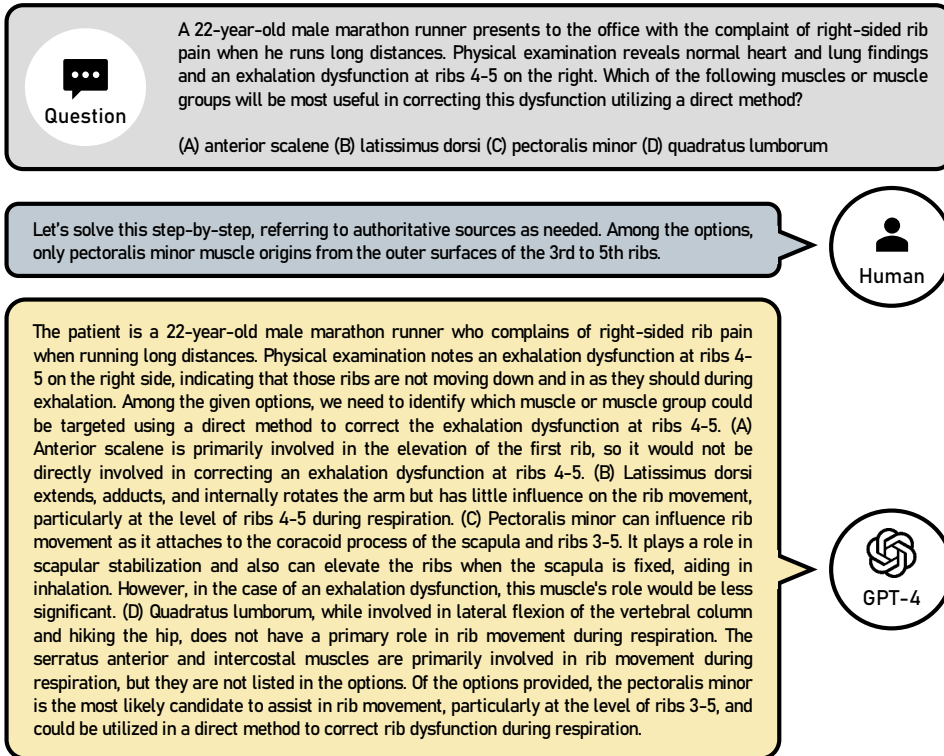 A 22-year-old male marathon runner presents to the office with the complaint of right-sided rib
pain when he runs long distances. Physical examination reveals normal heart and lung findings
and an exhalation dysfunction at ribs 4-5 on the right. Which of the following muscles or muscle
groups will be most useful in correcting this dysfunction utilizing a direct method?
(A) anterior scalene (B) latissimus dorsi (C) pectoralis minor (D) quadratus lumborum
Question
Let's solve this step-by-step, referring to authoritative sources as needed. Among the options,
only pectoralis minor muscle origins from the outer surfaces of the 3rd to 5th ribs.
Human
The patient is a 22-year-old male marathon runner who complains of right-sided rib pain
when running long distances. Physical examination notes an exhalation dysfunction at ribs 4-
5 on the right side, indicating that those ribs are not moving down and in as they should during
exhalation. Among the given options, we need to identify which muscle or muscle group could
be targeted using a direct method to correct the exhalation dysfunction at ribs 4-5. (A)
Anterior scalene is primarily involved in the elevation of the first rib, so it would not be
directly involved in correcting an exhalation dysfunction at ribs 4-5. (B) Latissimus dorsi
extends, adducts, and internally rotates the arm but has little influence on the rib movement,
particularly at the level of ribs 4-5 during respiration. (C) Pectoralis minor can influence rib
movement as it attaches to the coracoid process of the scapula and ribs 3-5. It plays a role in
scapular stabilization and also can elevate the ribs when the scapula is fixed, aiding in
inhalation. However, in the case of an exhalation dysfunction, this muscle's role would be less
significant. (D) Quadratus lumborum, while involved in lateral flexion of the vertebral column
and hiking the hip, does not have a primary role in rib movement during respiration. The
serratus anterior and intercostal muscles are primarily involved in rib movement during
respiration, but they are not listed in the options. Of the options provided, the pectoralis minor
is the most likely candidate to assist in rib movement, particularly at the level of ribs 3-5, and
could be utilized in a direct method to correct rib dysfunction during respiration.
GPT-4